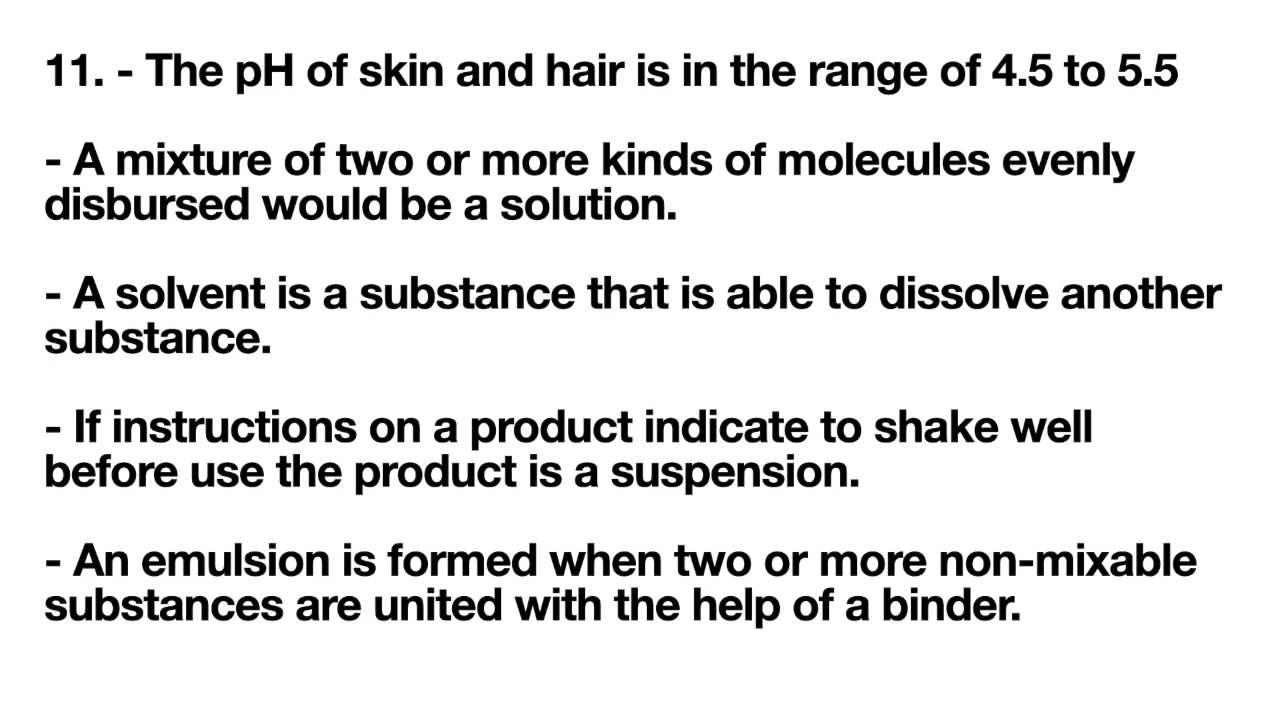 11. - The pH of skin and hair is in the range of 4.5 to 5.5
- A mixture of two or more kinds of molecules evenly
disbursed would be a solution.
- A solvent is a substance that is able to dissolve another
substance.
- If instructions on a product indicate to shake well
before use the product is a suspension.
- An emulsion is formed when two or more non-mixable
substances are united with the help of a binder.